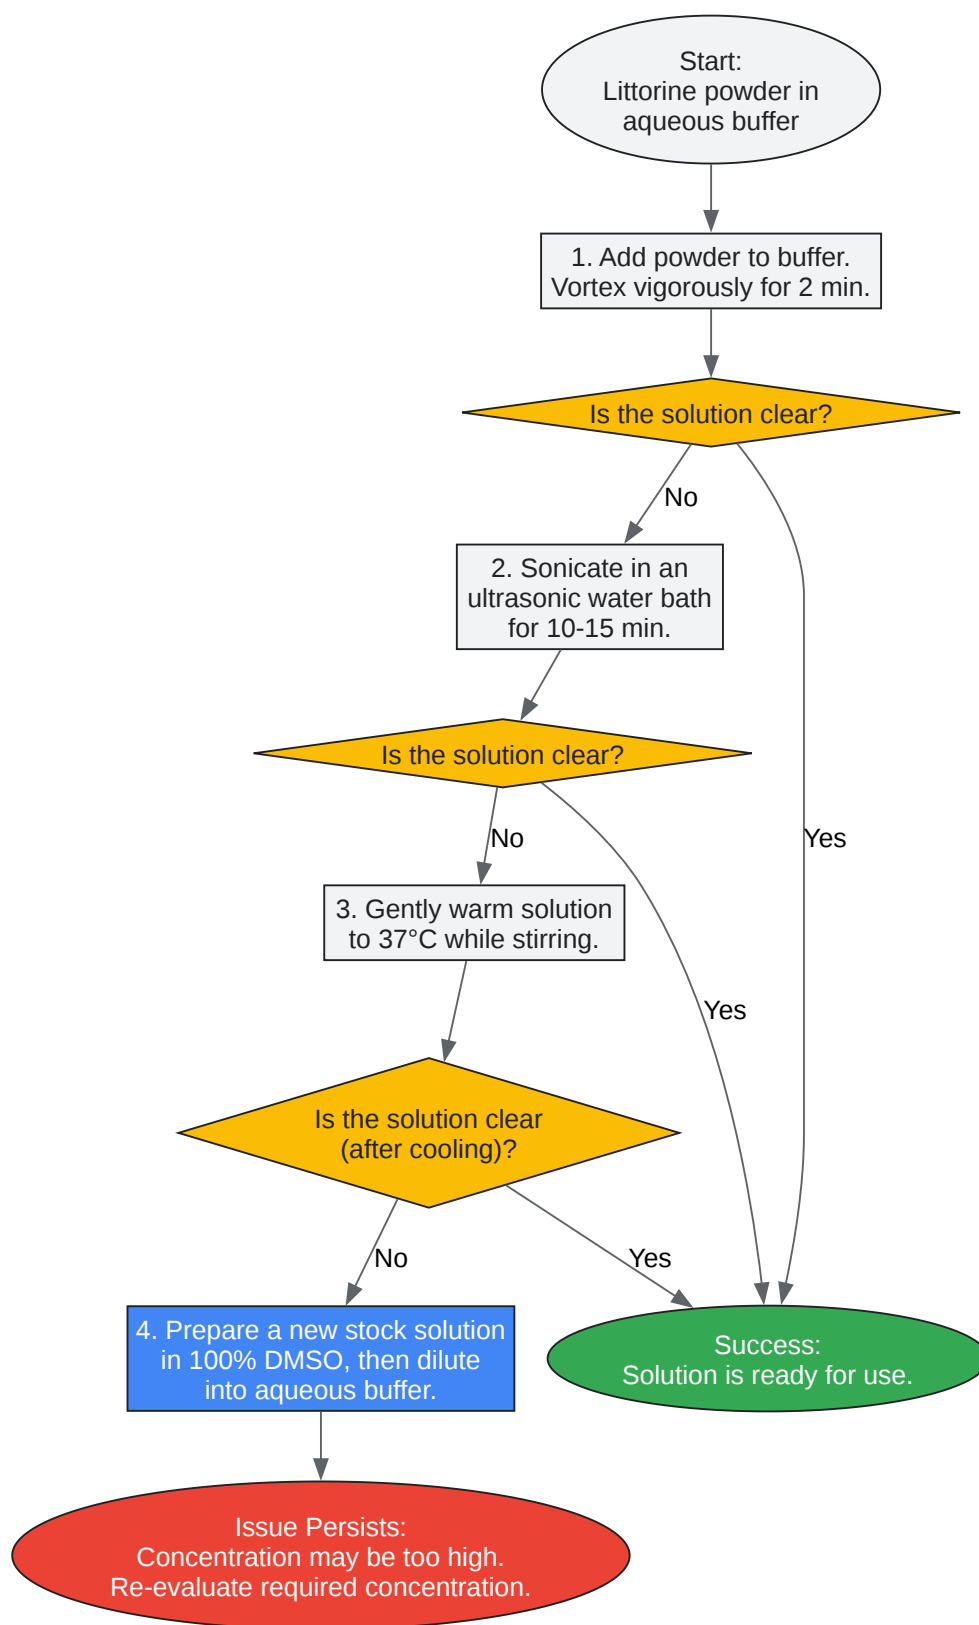 Start:
Littorine powder in
aqueous buffer
1. Add powder to buffer.
Vortex vigorously for 2 min.
Is the solution clear?
No
2. Sonicate in an
ultrasonic water bath
for 10-15 min.
Is the solution clear?
No
Yes
3. Gently warm solution
to 37°C while stirring.
Yes
Is the solution clear
(after cooling)?
No
Yes
4. Prepare a new stock solution
in 100% DMSO, then dilute
into aqueous buffer.
Success:
Solution is ready for use.
Issue Persists:
Concentration may be too high.
Re-evaluate required concentration.